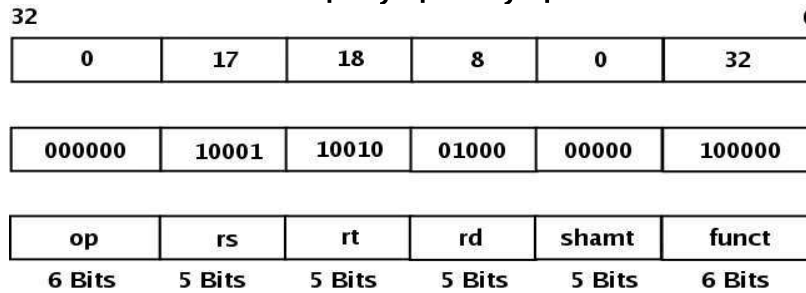 32
0 17 18 8 0 32
000000 10001 10010 01000 00000 100000
op rs rt rd shamt funct
6 Bits 5 Bits 5 Bits 5 Bits 5 Bits 6 Bits